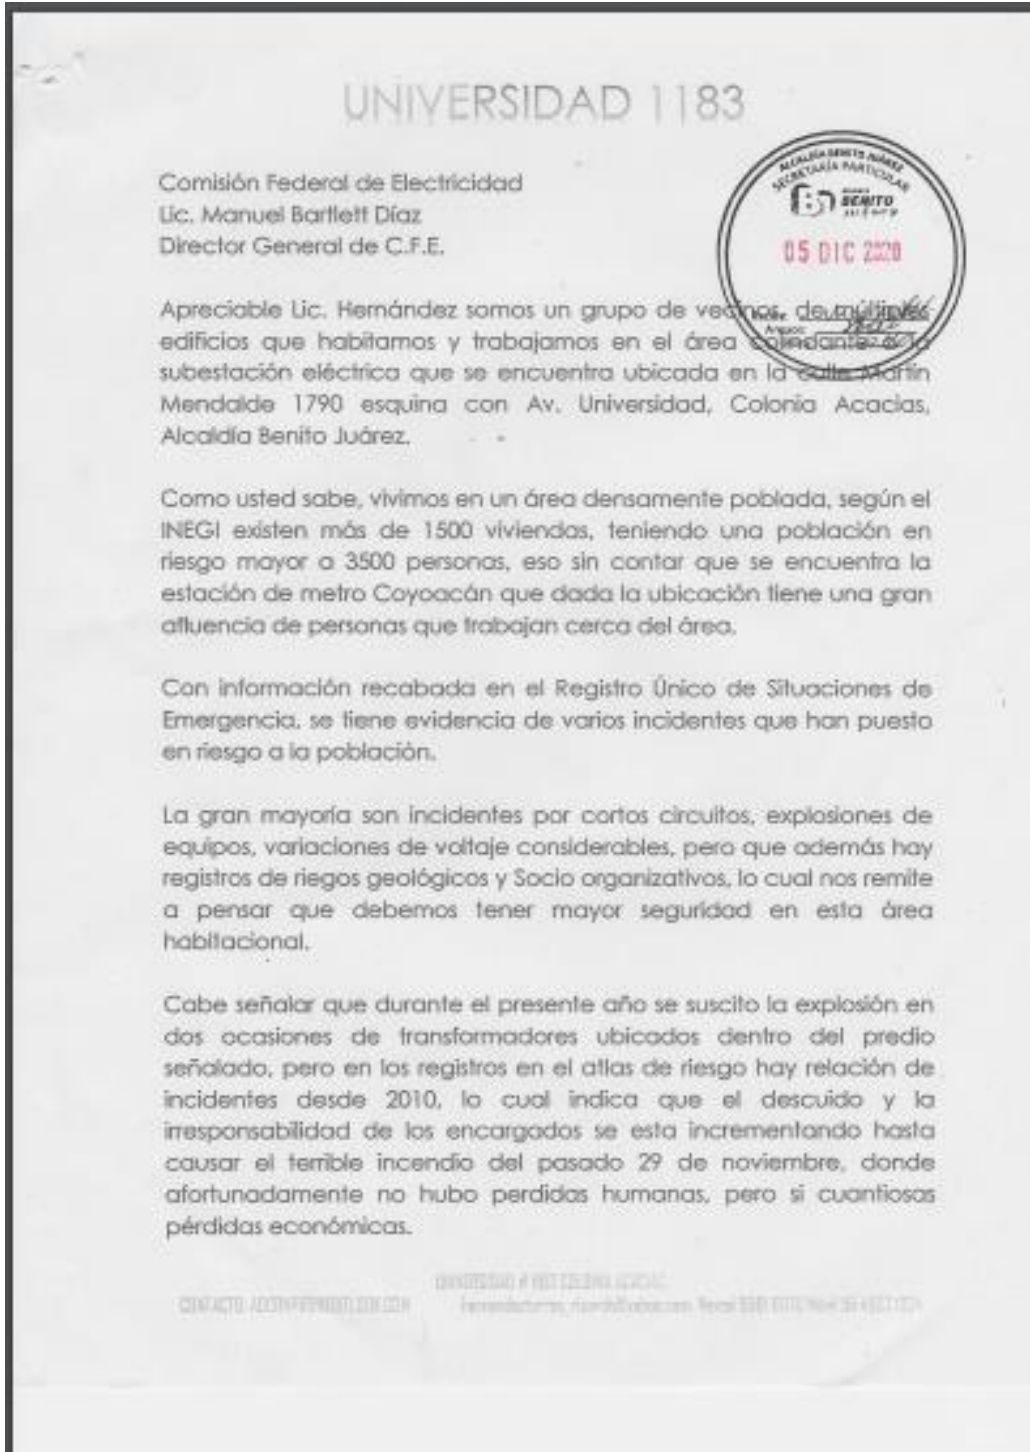 UNIVERSIDAD 1183
ALCALDÍA BENITO JUÁREZ
SECRETARÍA PARTICULAR
BENITO
05 DIC 2020
Comisión Federal de Electricidad
Lic. Manuel Bartlett Díaz
Director General de C.F.E.
Apreciable Lic. Hernández somos un grupo de vecinos, de múltiples
edificios que habitamos y trabajamos en el área colindante a la
subestación eléctrica que se encuentra ubicada en la calle Martín
Mendalde 1790 esquina con Av. Universidad, Colonia Acacias,
Alcaldía Benito Juárez.
Como usted sabe, vivimos en un área densamente poblada, según el
INEGI existen más de 1500 viviendas, teniendo una población en
riesgo mayor a 3500 personas, eso sin contar que se encuentra la
estación de metro Coyoacán que dada la ubicación tiene una gran
afluencia de personas que trabajan cerca del área.
Con información recabada en el Registro Único de Situaciones de
Emergencia, se tiene evidencia de varios incidentes que han puesto
en riesgo a la población.
La gran mayoría son incidentes por cortos circuitos, explosiones de
equipos, variaciones de voltaje considerables, pero que además hay
registros de riegos geológicos y Socio organizativos, lo cual nos remite
a pensar que debemos tener mayor seguridad en esta área
habitacional.
Cabe señalar que durante el presente año se suscito la explosión en
dos ocasiones de transformadores ubicados dentro del predio
señalado, pero en los registros en el atlas de riesgo hay relación de
incidentes desde 2010, lo cual indica que el descuido y la
irresponsabilidad de los encargados se esta incrementando hasta
causar el terrible incendio del pasado 29 de noviembre, donde
afortunadamente no hubo perdidas humanas, pero si cuantiosas
pérdidas económicas.